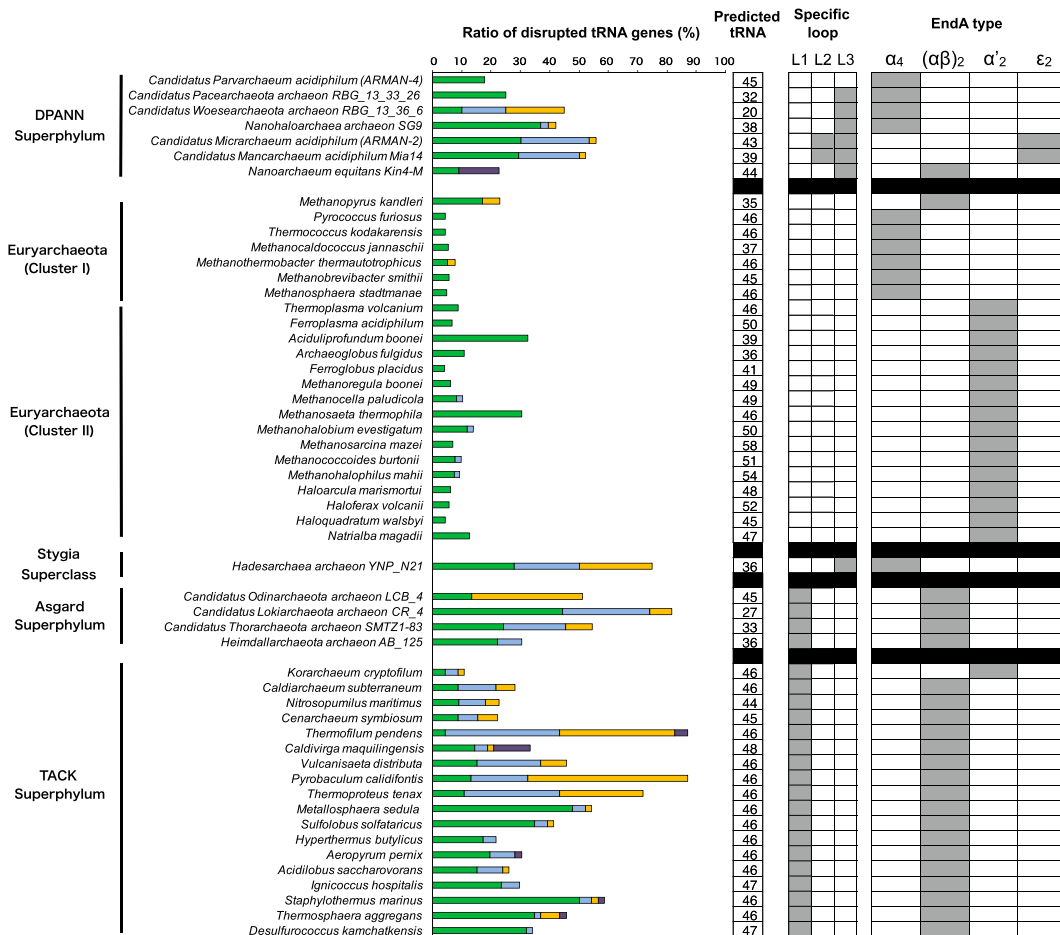 Ratio of disrupted tRNA genes (%)
Predicted
tRNA
Specific
loop
EndA type
0 10 20 30 40 50 60 70 80 90 100
L1 L2 L3
α4 (αβ)2 α'2 ε2
DPANN
Superphylum
Candidatus Parvarchaeum acidiphilum (ARMAN-4) 45
Candidatus Pacearchaeota archaeon RBG_13_33_26 32
Candidatus Woesearchaeota archaeon RBG_13_36_6 20
Nanohaloarchaea archaeon SG9 38
Candidatus Micrarchaeum acidiphilum (ARMAN-2) 43
Candidatus Mancarchaeum acidiphilum Mia14 39
Nanoarchaeum equitans Kin4-M 44
Euryarchaeota
(Cluster I)
Methanopyrus kandleri 35
Pyrococcus furiosus 46
Thermococcus kodakarensis 46
Methanocaldococcus jannaschii 37
Methanothermobacter thermautotrophicus 46
Methanobrevibacter smithii 45
Methanosphaera stadtmanae 46
Euryarchaeota
(Cluster II)
Thermoplasma volcanium 46
Ferroplasma acidiphilum 50
Aciduliprofundum boonei 39
Archaeoglobus fulgidus 36
Ferroglobus placidus 41
Methanoregula boonei 49
Methanocella paludicola 49
Methanosaeta thermophila 46
Methanohalobium evestigatum 50
Methanosarcina mazei 58
Methanococcoides burtonii 51
Methanohalophilus mahii 54
Haloarcula marismortui 48
Haloferax volcanii 52
Haloquadratum walsbyi 45
Natrialba magadii 47
Stygia
Superclass
Hadesarchaea archaeon YNP_N21 36
Asgard
Superphylum
Candidatus Odinarchaeota archaeon LCB_4 45
Candidatus Lokiarchaeota archaeon CR_4 27
Candidatus Thorarchaeota archaeon SMTZ1-83 33
Heimdallarchaeota archaeon AB_125 36
TACK
Superphylum
Korarchaeum cryptofilum 46
Caldiarchaeum subterraneum 46
Nitrosopumilus maritimus 44
Cenarchaeum symbiosum 45
Thermofilum pendens 46
Caldivirga maquilingensis 48
Vulcanisaeta distributa 46
Pyrobaculum calidifontis 46
Thermoproteus tenax 46
Metallosphaera sedula 46
Sulfolobus solfataricus 46
Hyperthermus butylicus 46
Aeropyrum pernix 46
Acidilobus saccharovorans 46
Ignicoccus hospitalis 47
Staphylothermus marinus 46
Thermosphaera aggregans 46
Desulfurococcus kamchatkensis 47